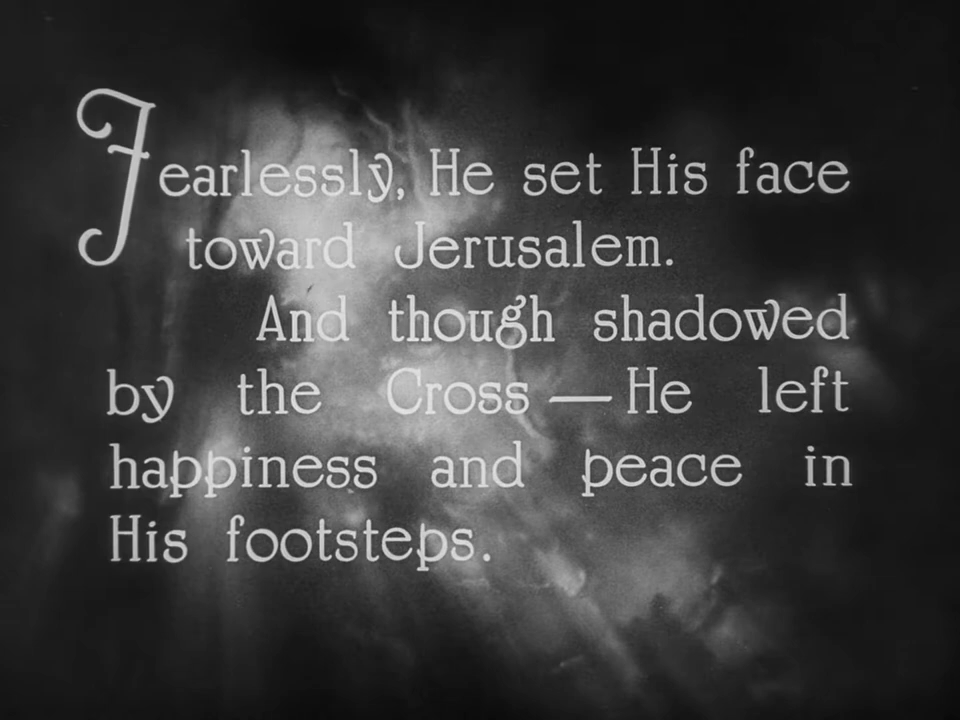 Fearlessly, He set His face
toward Jerusalem.
And though shadowed
by the Cross — He left
happiness and peace in
His footsteps.